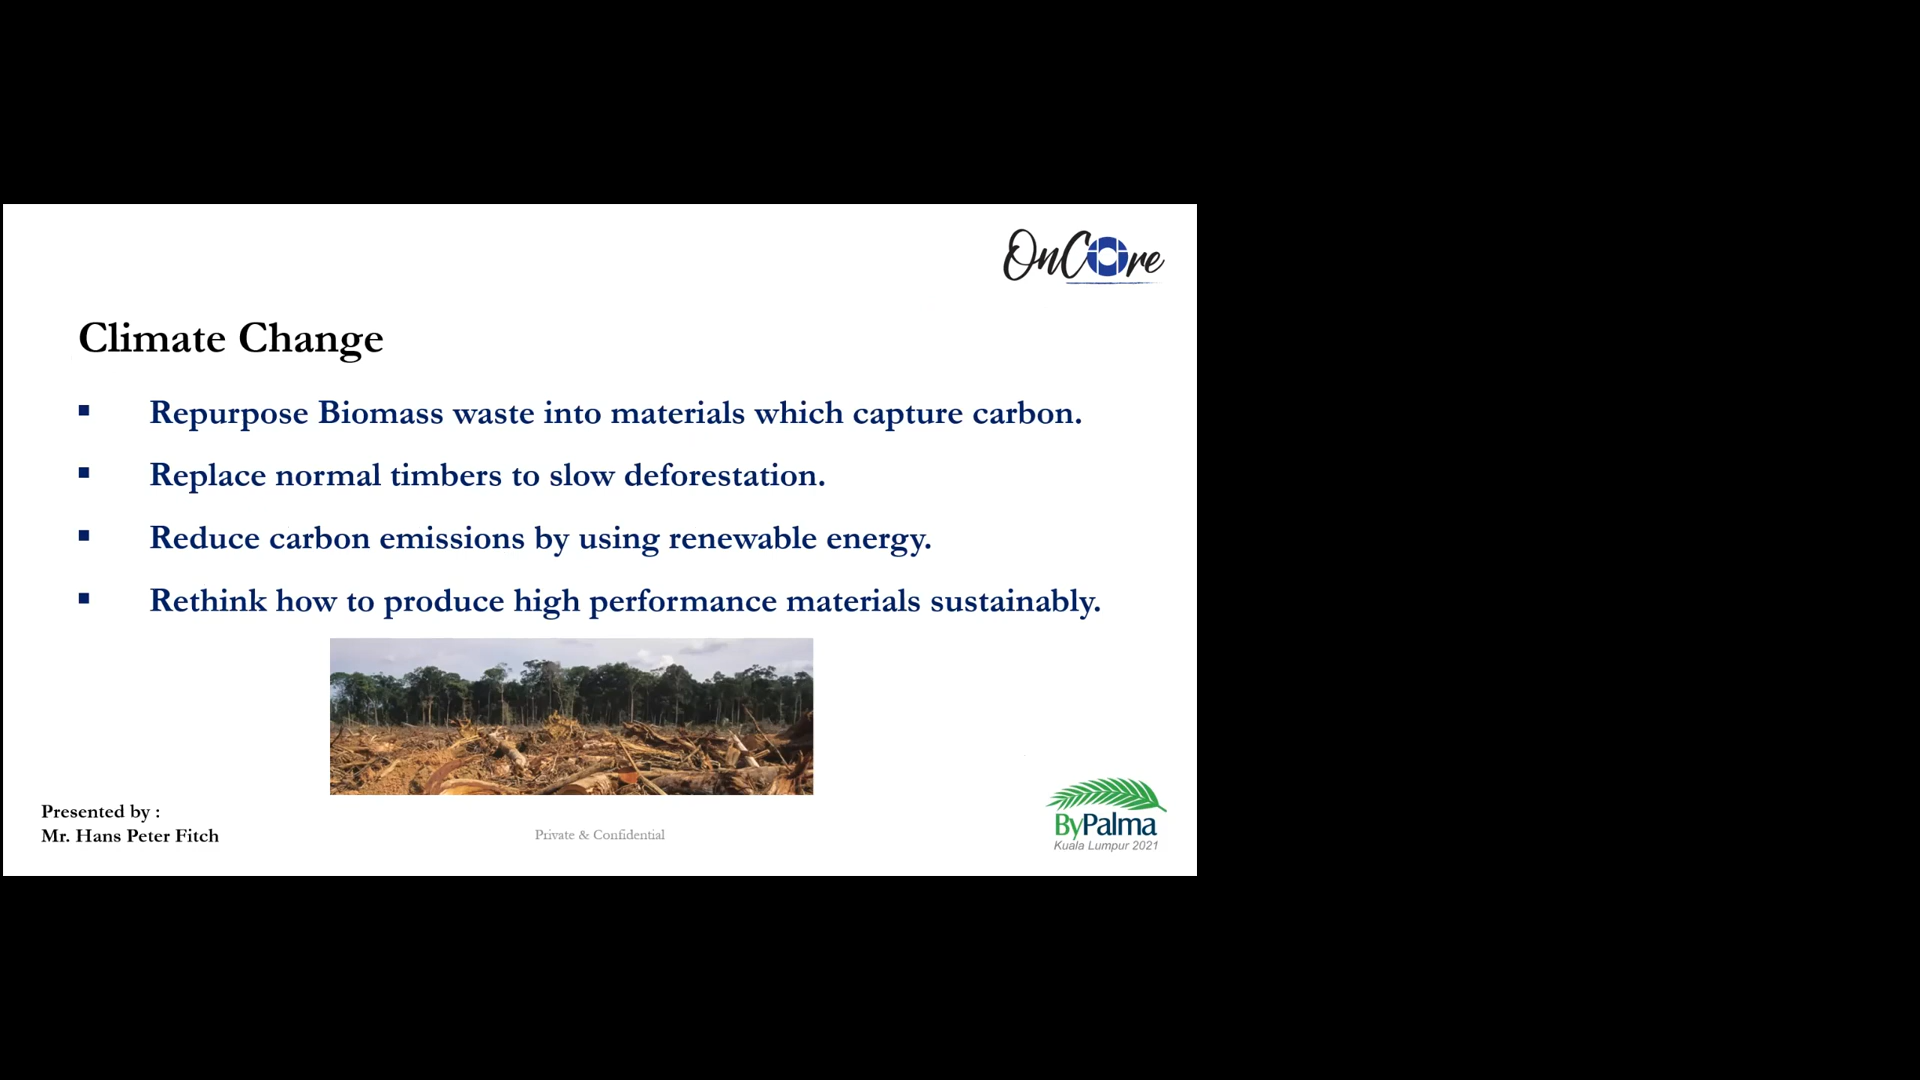 OnCore
Climate Change
▪ Repurpose Biomass waste into materials which capture carbon.
▪ Replace normal timbers to slow deforestation.
▪ Reduce carbon emissions by using renewable energy.
▪ Rethink how to produce high performance materials sustainably.
Presented by :
Mr. Hans Peter Fitch
Private & Confidential
ByPalma
Kuala Lumpur 2021